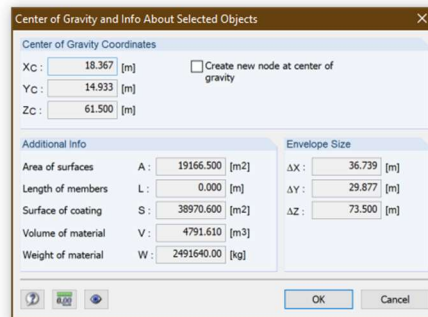 Center of Gravity and Info About Selected Objects
Center of Gravity Coordinates
XC : 18.367 [m]
Create new node at center of
gravity
YC : 14.933 [m]
ZC : 61.500 [m]
Additional Info
Area of surfaces A : 19166.500 [m2]
Length of members L : 0.000 [m]
Surface of coating S : 38970.600 [m2]
Volume of material V : 4791.610 [m3]
Weight of material W : 2491640.00 [kg]
Envelope Size
ΔX : 36.739 [m]
ΔY : 29.877 [m]
ΔZ : 73.500 [m]
0.00
OK Cancel